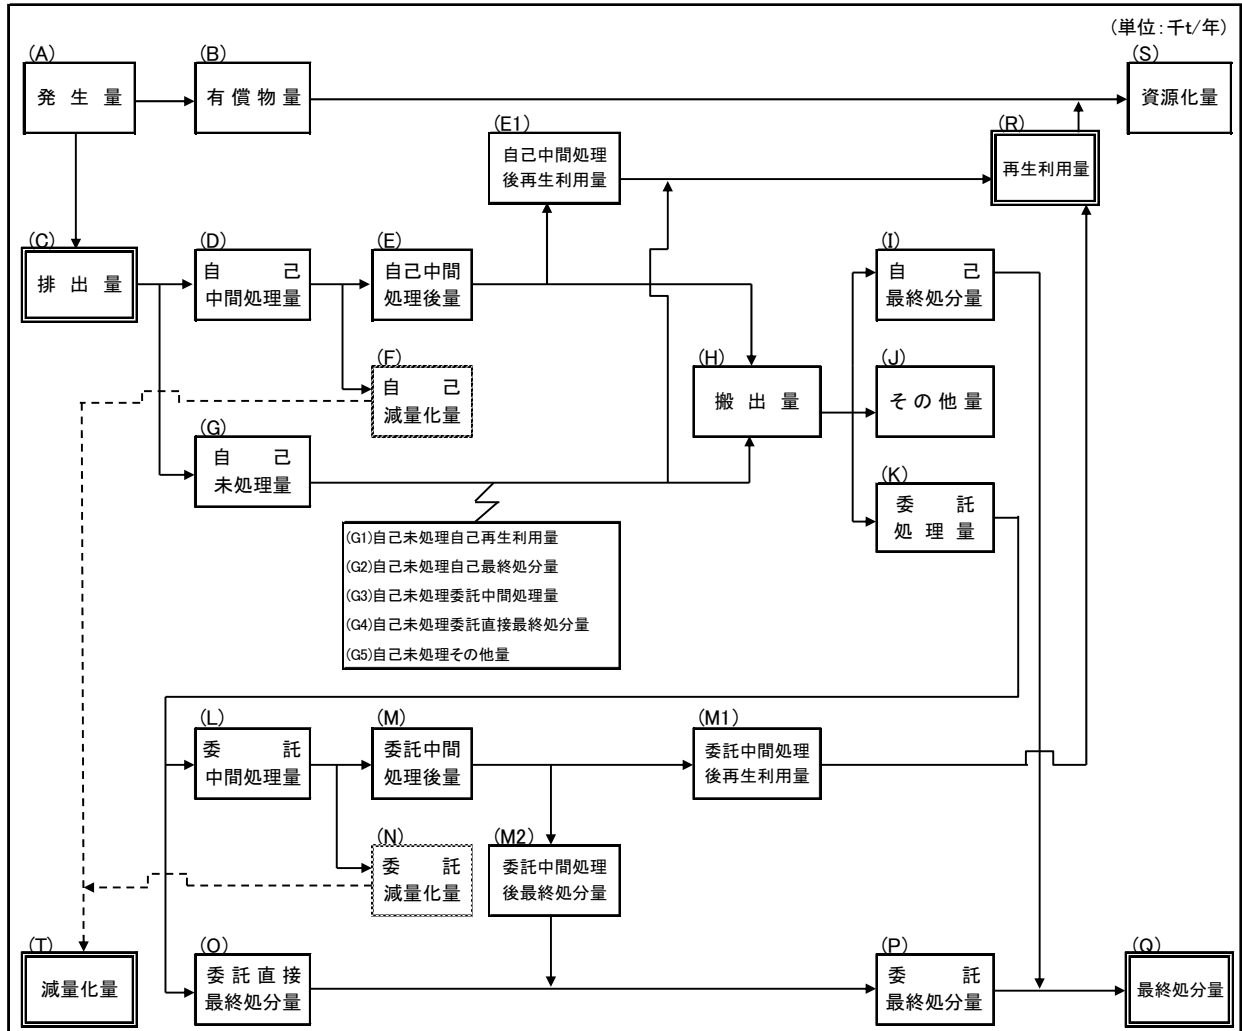 (単位:千t/年)
(A)
発生量
(B)
有償物量
(S)
資源化量
(E1)
自己中間処理
後再生利用量
(R)
再生利用量
(C)
排出量
(D)
自己
中間処理量
(E)
自己中間
処理後量
(I)
自己
最終処分量
(F)
自己
減量化量
(H)
搬出量
(J)
その他量
(G)
自己
未処理量
(K)
委託
処理量
(G1)自己未処理自己再生利用量
(G2)自己未処理自己最終処分量
(G3)自己未処理委託中間処理量
(G4)自己未処理委託直接最終処分量
(G5)自己未処理その他量
(L)
委託
中間処理量
(M)
委託中間
処理後量
(M1)
委託中間処理
後再生利用量
(N)
委託
減量化量
(M2)
委託中間処理
後最終処分量
(T)
減量化量
(O)
委託直接
最終処分量
(P)
委託
最終処分量
(Q)
最終処分量